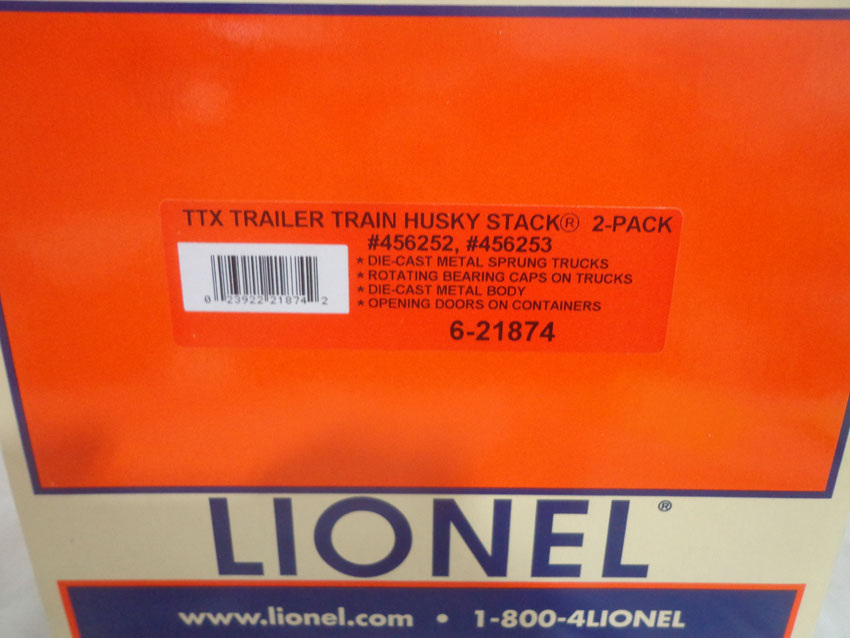 TTX TRAILER TRAIN HUSKY STACK® 2-PACK
#456252, #456253
* DIE-CAST METAL SPRUNG TRUCKS
* ROTATING BEARING CAPS ON TRUCKS
* DIE-CAST METAL BODY
* OPENING DOORS ON CONTAINERS
0 23922 21874 2
6-21874
LIONEL®
www.lionel.com • 1-800-4LIONEL